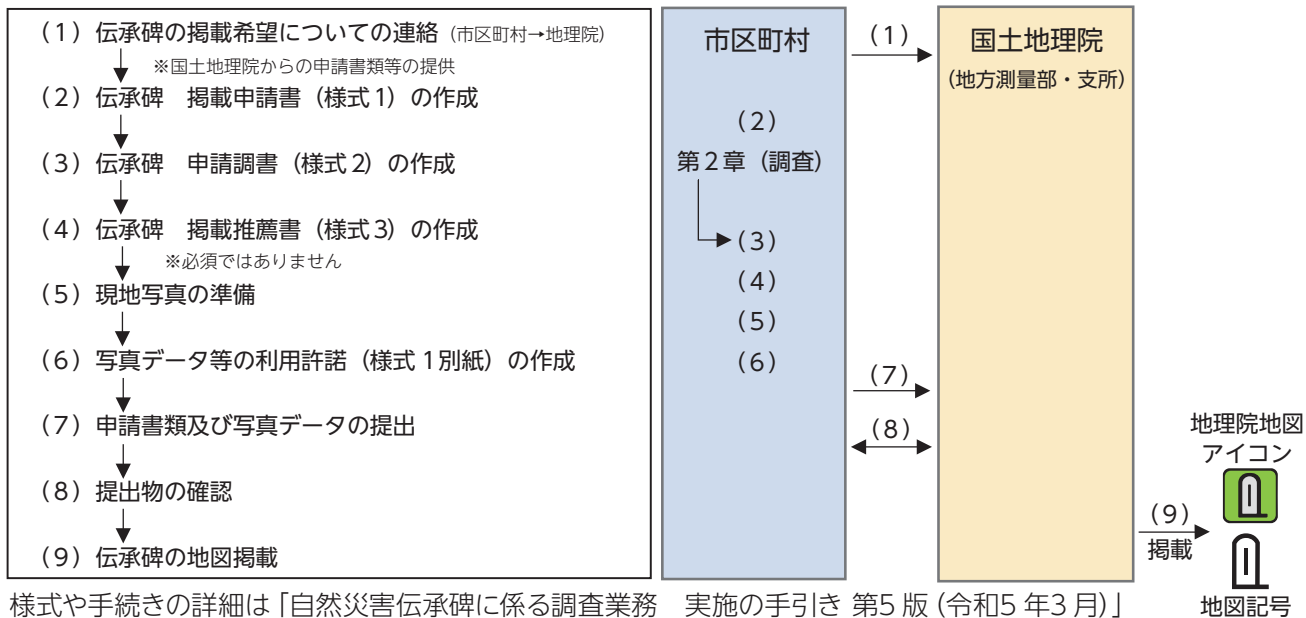 (1) 伝承碑の掲載希望についての連絡 (市区町村→地理院)
※国土地理院からの申請書類等の提供
(2) 伝承碑　掲載申請書 (様式1) の作成
(3) 伝承碑　申請調書 (様式2) の作成
(4) 伝承碑　掲載推薦書 (様式3) の作成
※必須ではありません
(5) 現地写真の準備
(6) 写真データ等の利用許諾 (様式1別紙) の作成
(7) 申請書類及び写真データの提出
(8) 提出物の確認
(9) 伝承碑の地図掲載
市区町村
(2)
第2章 (調査)
(3)
(4)
(5)
(6)
(1)
(7)
(8)
国土地理院
(地方測量部・支所)
(9)
掲載
地理院地図
アイコン
地図記号
様式や手続きの詳細は「自然災害伝承碑に係る調査業務　実施の手引き 第5版 (令和5年3月)」